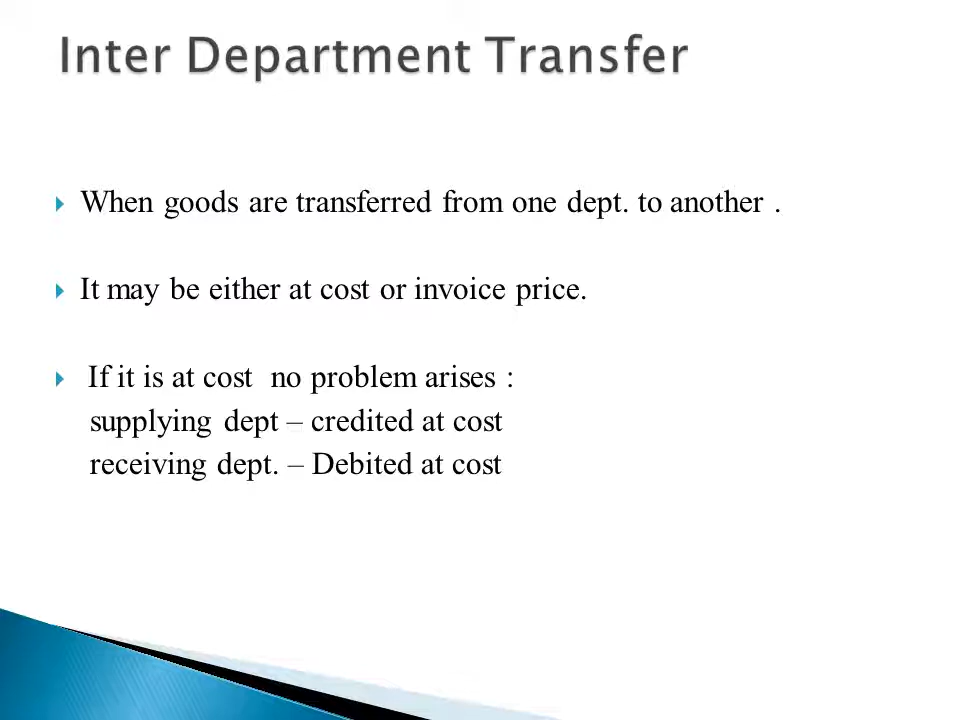 Inter Department Transfer
When goods are transferred from one dept. to another .
It may be either at cost or invoice price.
If it is at cost  no problem arises :
supplying dept – credited at cost
receiving dept. – Debited at cost